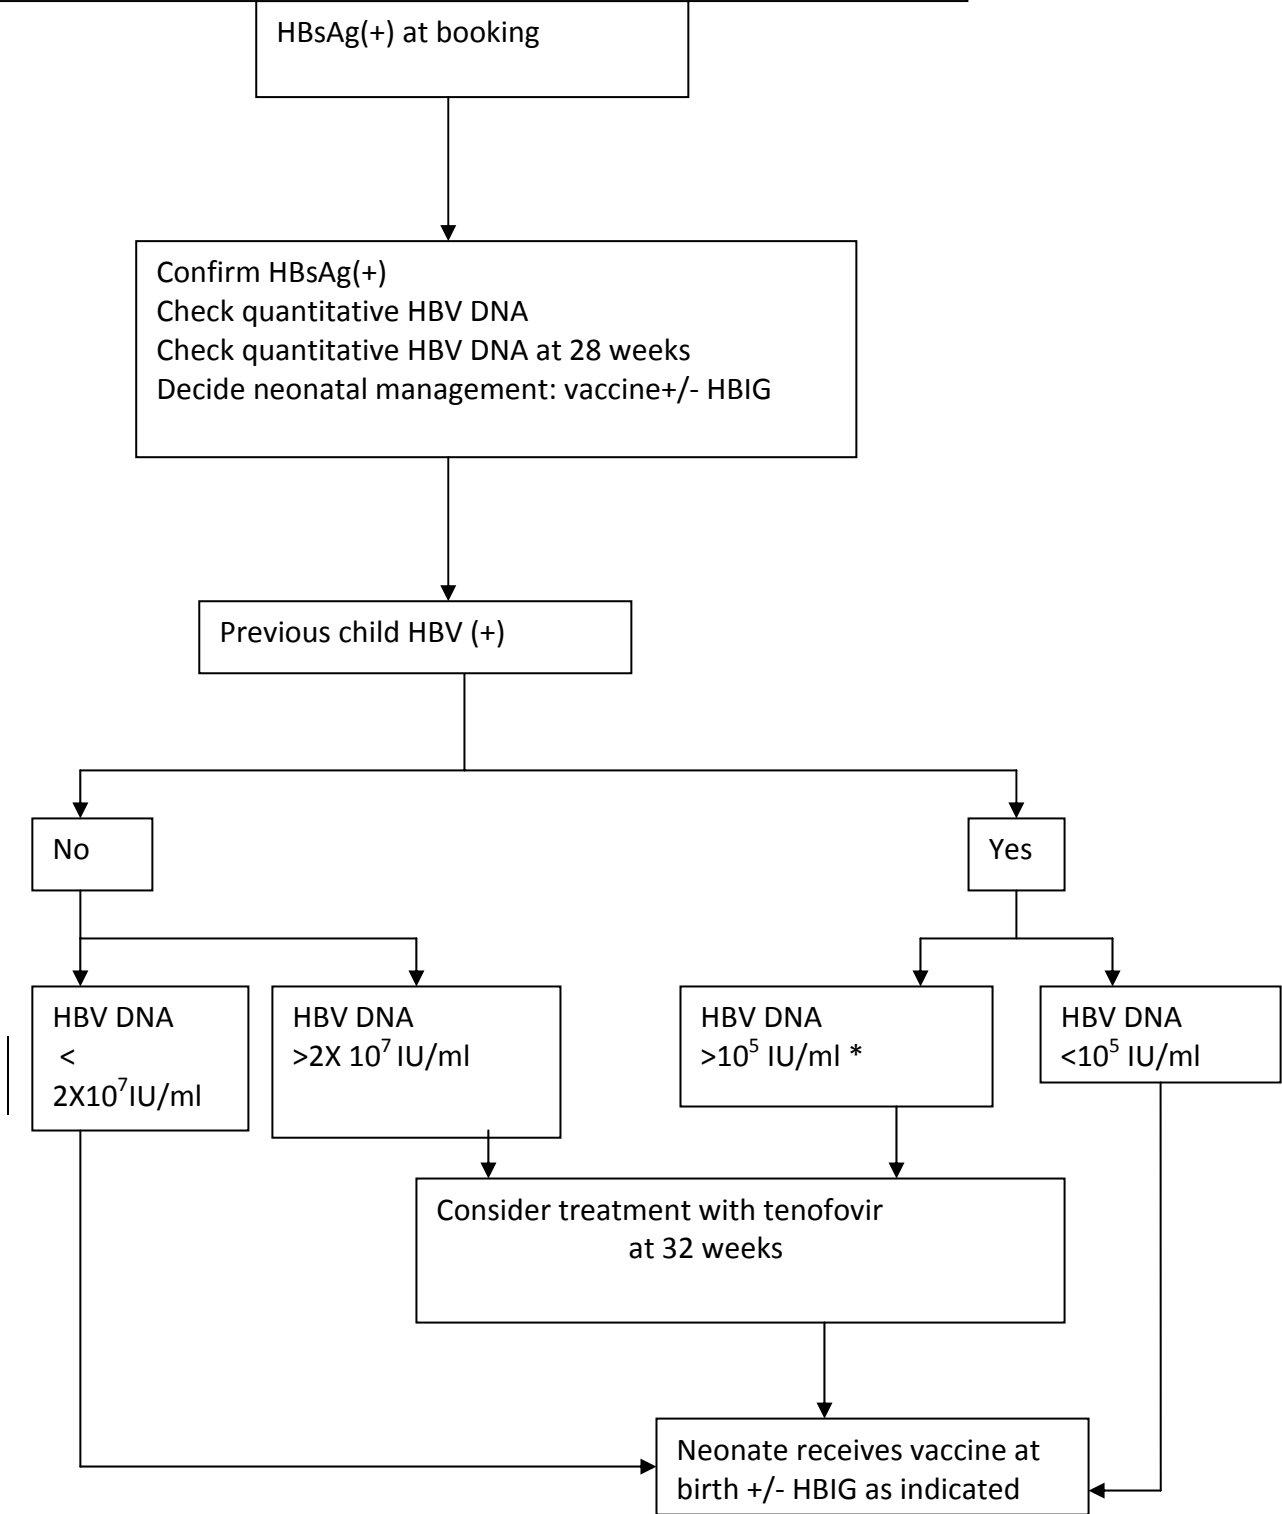 HBsAg(+) at booking
Confirm HBsAg(+)
Check quantitative HBV DNA
Check quantitative HBV DNA at 28 weeks
Decide neonatal management: vaccine+/- HBIG
Previous child HBV (+)
No
Yes
HBV DNA
<
2X10⁷IU/ml
HBV DNA
>2X 10⁷ IU/ml
HBV DNA
>10⁵ IU/ml *
HBV DNA
<10⁵ IU/ml
Consider treatment with tenofovir
at 32 weeks
Neonate receives vaccine at
birth +/- HBIG as indicated